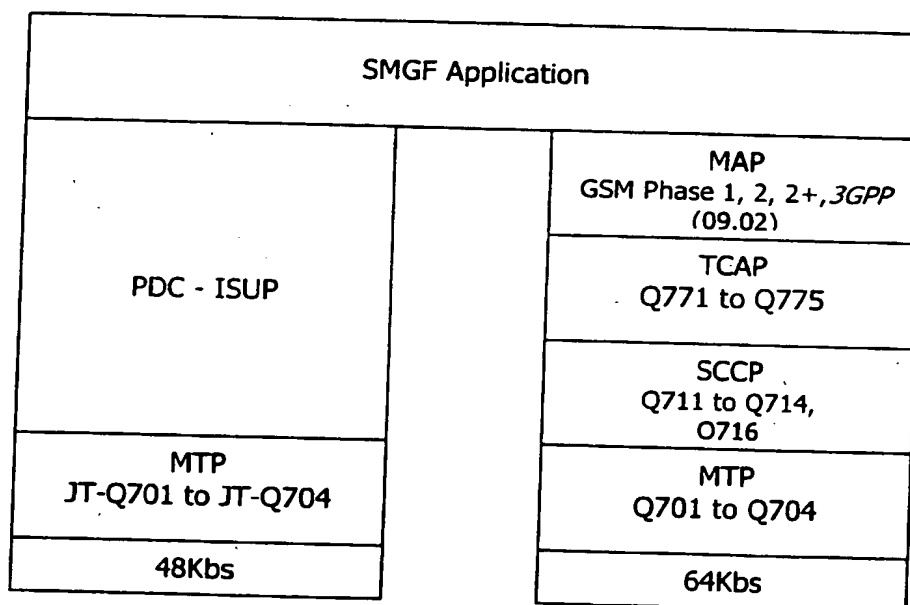 SMGF Application
PDC - ISUP
MTP
JT-Q701 to JT-Q704
48Kbs
MAP
GSM Phase 1, 2, 2+, 3GPP
(09.02)
TCAP
Q771 to Q775
SCCP
Q711 to Q714,
O716
MTP
Q701 to Q704
64Kbs